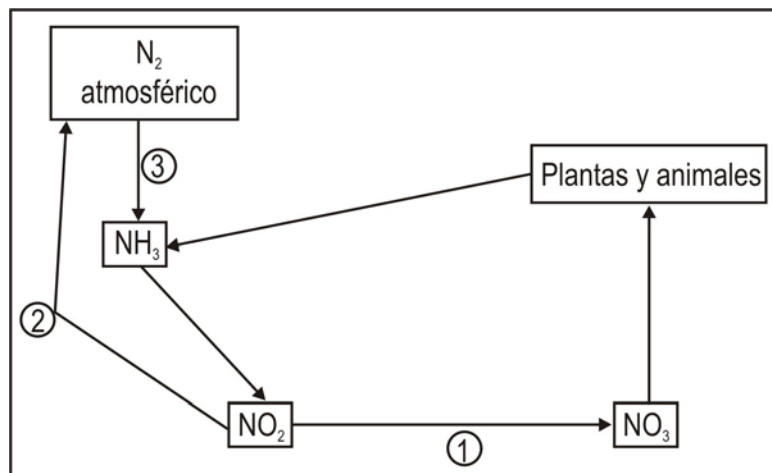 N₂
atmosférico
③
Plantas y animales
NH₃
②
NO₂
①
NO₃